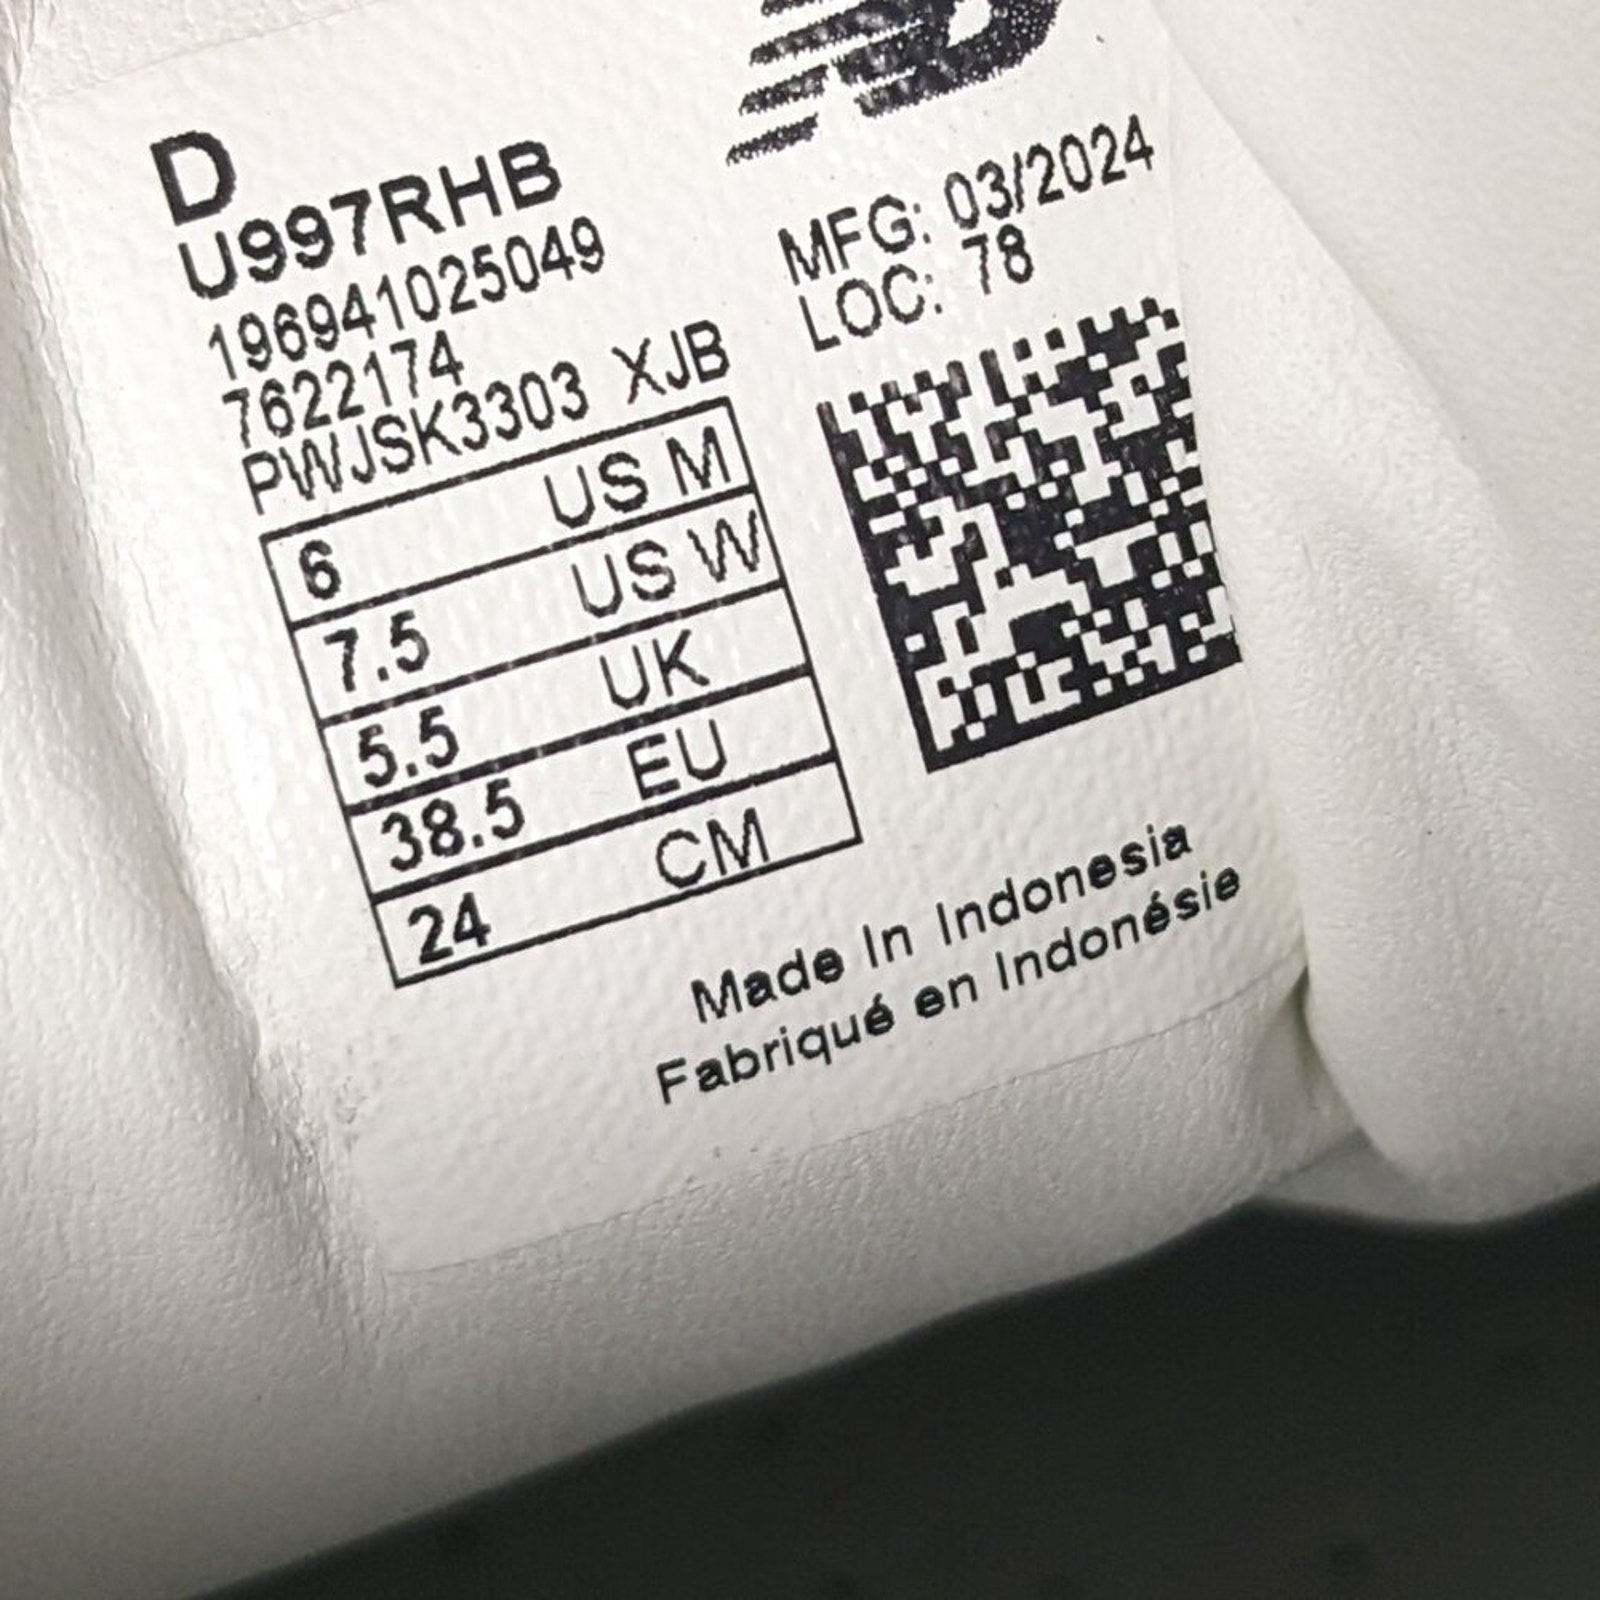 D
U997RHB
196941025049
7622174
PWJSK3303 XJB
6 US M
7.5 US W
5.5 UK
38.5 EU
24 CM
MFG: 03/2024
LOC: 78
Made In Indonesia
Fabriqué en Indonésie